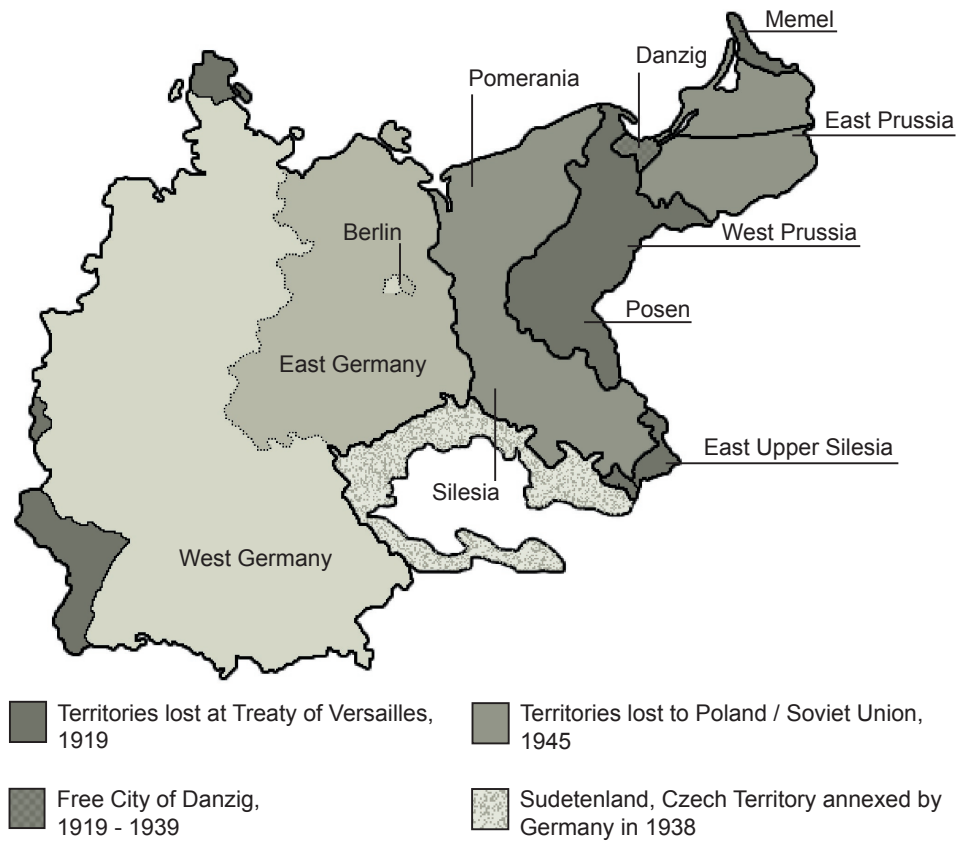 Memel
Danzig
Pomerania
East Prussia
Berlin
West Prussia
Posen
East Germany
East Upper Silesia
Silesia
West Germany
Territories lost at Treaty of Versailles,
1919
Territories lost to Poland / Soviet Union,
1945
Free City of Danzig,
1919 - 1939
Sudetenland, Czech Territory annexed by
Germany in 1938